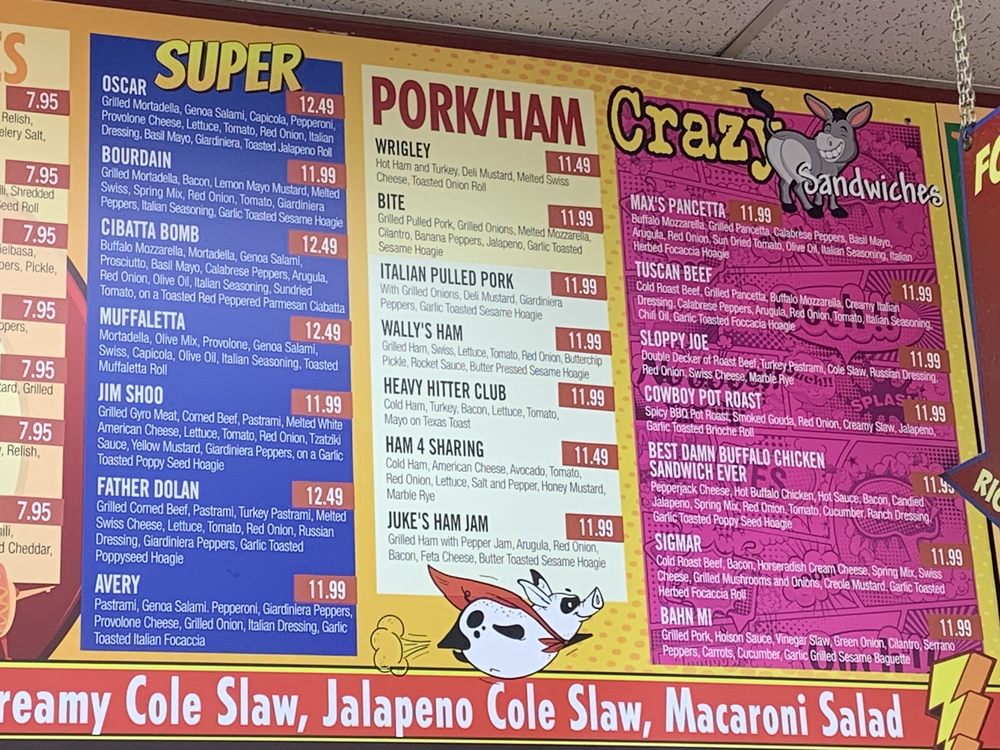 ES
7.95
Relish,
elery Salt,
7.95
Shredded
eed Roll
7.95
elbasa,
pers, Pickle,
7.95
opers,
7.95
tard, Grilled
7.95
Relish,
7.95
hili,
d Cheddar,
SUPER
OSCAR 12.49
Grilled Mortadella, Genoa Salami, Capicola, Pepperoni,
Provolone Cheese, Lettuce, Tomato, Red Onion, Italian
Dressing, Basil Mayo, Giardiniera, Toasted Jalapeno Roll
BOURDAIN 11.99
Grilled Mortadella, Bacon, Lemon Mayo Mustard, Melted
Swiss, Spring Mix, Red Onion, Tomato, Giardiniera
Peppers, Italian Seasoning, Garlic Toasted Sesame Hoagie
CIBATTA BOMB 12.49
Buffalo Mozzarella, Mortadella, Genoa Salami,
Prosciutto, Basil Mayo, Calabrese Peppers, Arugula,
Red Onion, Olive Oil, Italian Seasoning, Sundried
Tomato, on a Toasted Red Peppered Parmesan Ciabatta
MUFFALETTA 12.49
Mortadella, Olive Mix, Provolone, Genoa Salami,
Swiss, Capicola, Olive Oil, Italian Seasoning, Toasted
Muffaletta Roll
JIM SHOO 11.99
Grilled Gyro Meat, Corned Beef, Pastrami, Melted White
American Cheese, Lettuce, Tomato, Red Onion, Tzatziki
Sauce, Yellow Mustard, Giardiniera Peppers, on a Garlic
Toasted Poppy Seed Hoagie
FATHER DOLAN 12.49
Grilled Corned Beef, Pastrami, Turkey Pastrami, Melted
Swiss Cheese, Lettuce, Tomato, Red Onion, Russian
Dressing, Giardiniera Peppers, Garlic Toasted
Poppyseed Hoagie
AVERY 11.99
Pastrami, Genoa Salami. Pepperoni, Giardiniera Peppers,
Provolone Cheese, Grilled Onion, Italian Dressing, Garlic
Toasted Italian Focaccia
PORK/HAM
WRIGLEY 11.49
Hot Ham and Turkey, Deli Mustard, Melted Swiss
Cheese, Toasted Onion Roll
BITE 11.99
Grilled Pulled Pork, Grilled Onions, Melted Mozzarella,
Cilantro, Banana Peppers, Jalapeno, Garlic Toasted
Sesame Hoagie
ITALIAN PULLED PORK 11.99
With Grilled Onions, Deli Mustard, Giardiniera
Peppers, Garlic Toasted Sesame Hoagie
WALLY'S HAM 11.99
Grilled Ham, Swiss, Lettuce, Tomato, Red Onion, Butterchip
Pickle, Rocket Sauce, Butter Pressed Sesame Hoagie
HEAVY HITTER CLUB 11.99
Cold Ham, Turkey, Bacon, Lettuce, Tomato,
Mayo on Texas Toast
HAM 4 SHARING 11.49
Cold Ham, American Cheese, Avocado, Tomato,
Red Onion, Lettuce, Salt and Pepper, Honey Mustard,
Marble Rye
JUKE'S HAM JAM 11.99
Grilled Ham with Pepper Jam, Arugula, Red Onion,
Bacon, Feta Cheese, Butter Toasted Sesame Hoagie
Crazy
Sandwiches
MAX'S PANCETTA 11.99
Buffalo Mozzarella, Grilled Pancetta, Calabrese Peppers, Basil Mayo,
Arugula, Red Onion, Sun Dried Tomato, Olive Oil, Italian Seasoning, Italian
Herbed Focaccia Hoagie
TUSCAN BEEF 11.99
Cold Roast Beef, Grilled Pancetta, Buffalo Mozzarella, Creamy Italian
Dressing, Calabrese Peppers, Arugula, Red Onion, Tomato, Italian Seasoning,
Chili Oil, Garlic Toasted Foccacia Hoagie
SLOPPY JOE 11.99
Double Decker of Roast Beef, Turkey Pastrami, Cole Slaw, Russian Dressing,
Red Onion, Swiss Cheese, Marble Rye
COWBOY POT ROAST 11.99
Spicy BBQ Pot Roast, Smoked Gouda, Red Onion, Creamy Slaw, Jalapeno,
Garlic Toasted Brioche Roll
BEST DAMN BUFFALO CHICKEN
SANDWICH EVER 11.99
Pepperjack Cheese, Hot Buffalo Chicken, Hot Sauce, Bacon, Candied
Jalapeno, Spring Mix, Red Onion, Tomato, Cucumber, Ranch Dressing,
Garlic Toasted Poppy Seed Hoagie
SIGMAR 11.99
Cold Roast Beef, Bacon, Horseradish Cream Cheese, Spring Mix, Swiss
Cheese, Grilled Mushrooms and Onions, Creole Mustard, Garlic Toasted
Herbed Focaccia Roll
BAHN MI 11.99
Grilled Pork, Hoison Sauce, Vinegar Slaw, Green Onion, Cilantro, Serrano
Peppers, Carrots, Cucumber, Garlic Grilled Sesame Baguette
FO
RI
reamy Cole Slaw, Jalapeno Cole Slaw, Macaroni Salad